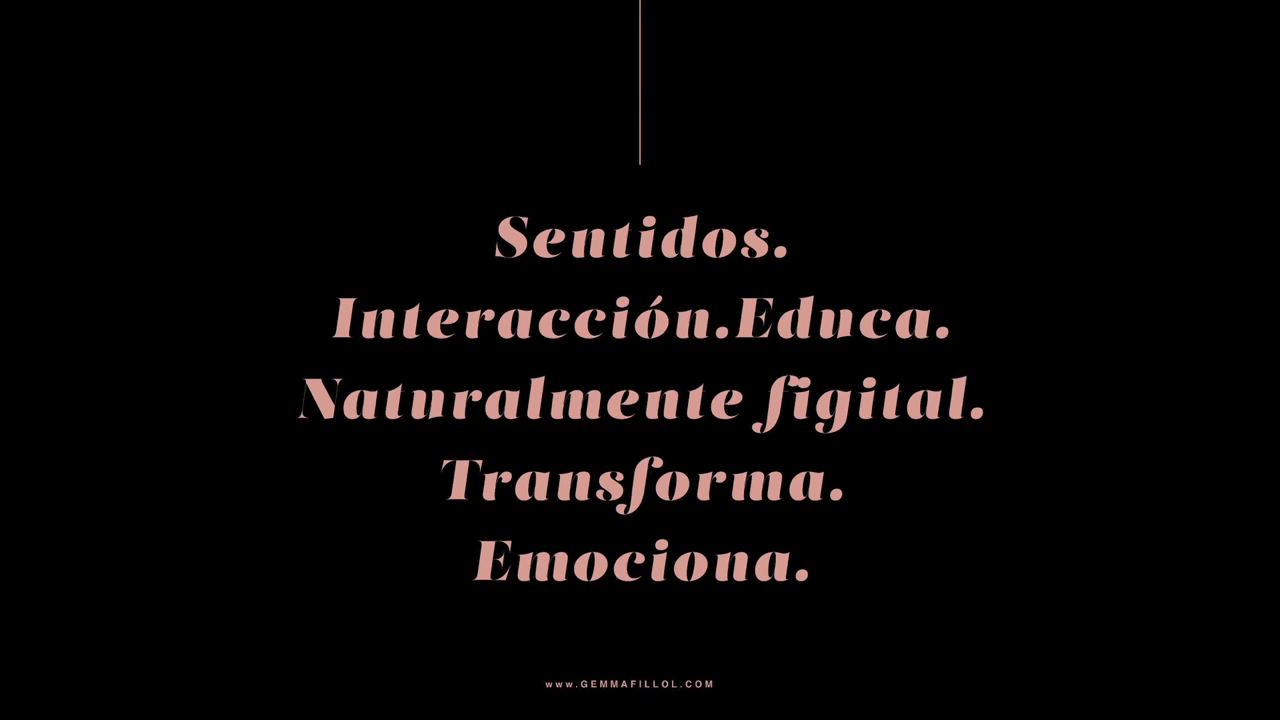 Sentidos.
Interacción.Educa.
Naturalmente figital.
Transforma.
Emociona.
www.GEMMAFILLOL.COM